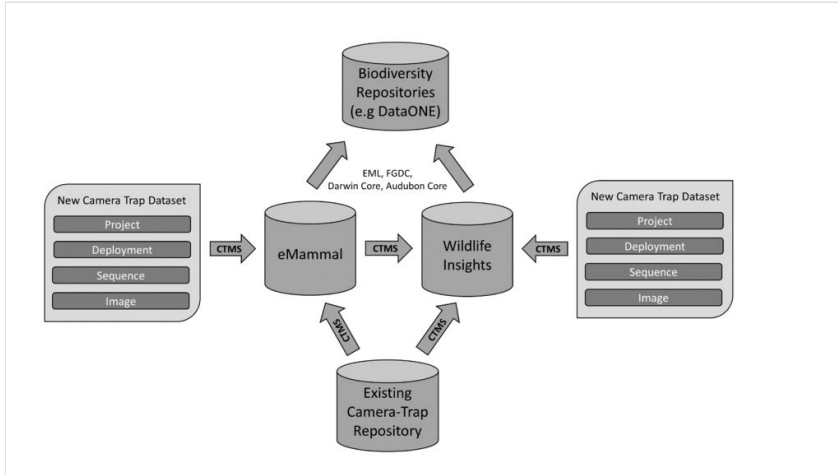 Biodiversity
Repositories
(e.g DataONE)
EML, FGDC,
Darwin Core, Audubon Core
New Camera Trap Dataset
Project
Deployment
Sequence
Image
CTMS
eMammal
CTMS
Wildlife
Insights
CTMS
New Camera Trap Dataset
Project
Deployment
Sequence
Image
CTMS
CTMS
Existing
Camera-Trap
Repository